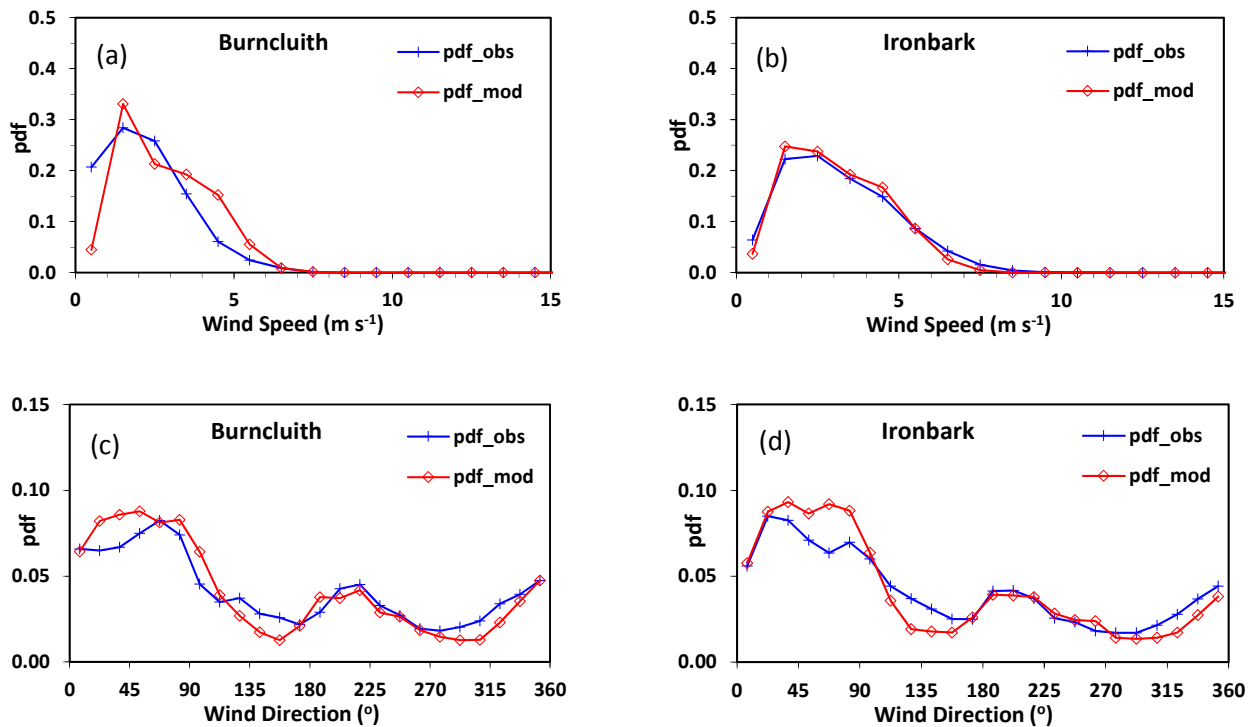 (a)
Burncluith
pdf_obs
pdf_mod
pdf
0.5
0.4
0.3
0.2
0.1
0.0
0 5 10 15
Wind Speed (m s⁻¹)
(b)
Ironbark
pdf_obs
pdf_mod
pdf
0.5
0.4
0.3
0.2
0.1
0.0
0 5 10 15
Wind Speed (m s⁻¹)
(c)
Burncluith
pdf_obs
pdf_mod
pdf
0.15
0.10
0.05
0.00
0 45 90 135 180 225 270 315 360
Wind Direction (º)
(d)
Ironbark
pdf_obs
pdf_mod
pdf
0.15
0.10
0.05
0.00
0 45 90 135 180 225 270 315 360
Wind Direction (º)